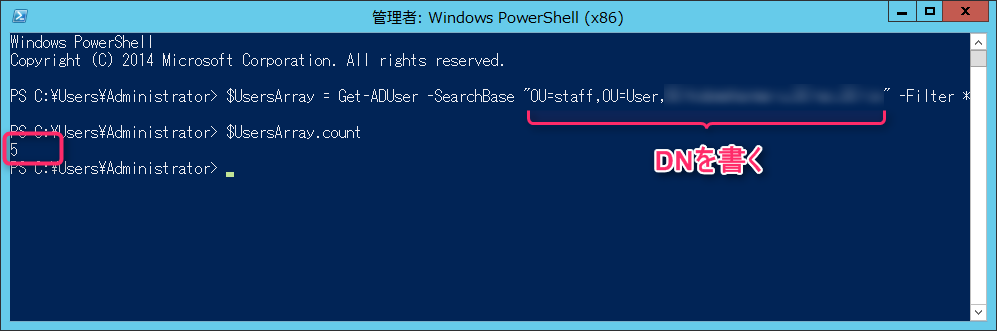 管理者: Windows PowerShell (x86)
Windows PowerShell
Copyright (C) 2014 Microsoft Corporation. All rights reserved.
PS C:¥Users¥Administrator> $UsersArray = Get-ADUser -SearchBase "OU=staff,OU=User, " -Filter *
PS C:¥Users¥Administrator> $UsersArray.count
5
PS C:¥Users¥Administrator>
DNを書く